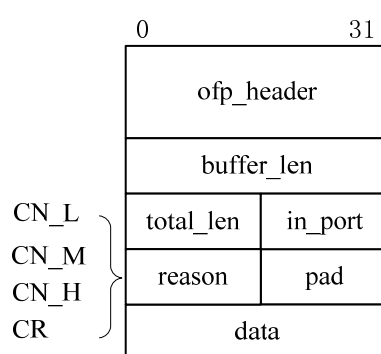 0 31
ofp_header
buffer_len
CN_L
total_len in_port
CN_M
reason pad
CN_H
CR
data